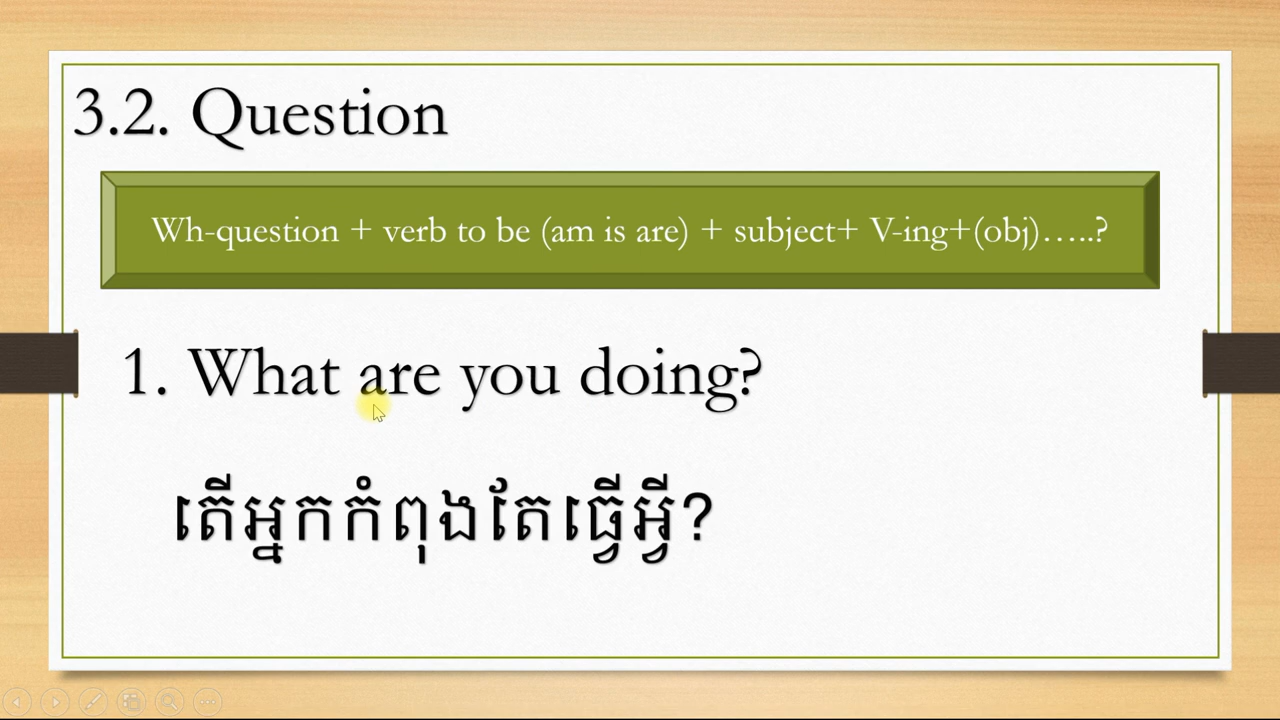 3.2. Question
Wh-question + verb to be (am is are) + subject+ V-ing+(obj)…..?
1. What are you doing?
តើអ្នកកំពុងតែធ្វើអ្វី?